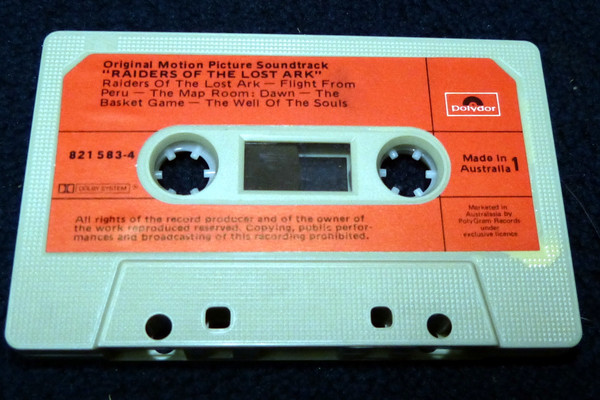 Original Motion Picture Soundtrack
"RAIDERS OF THE LOST ARK"
Raiders Of The Lost Ark — Flight From
Peru — The Map Room: Dawn — The
Basket Game — The Well Of The Souls
Polydor
821 583-4
Made In
Australia 1
DOLBY SYSTEM
All rights of the record producer and of the owner of
the work reproduced reserved. Copying, public perfor-
mances and broadcasting of this recording prohibited.
Marketed in
Australasia by
PolyGram Records
under
exclusive licence